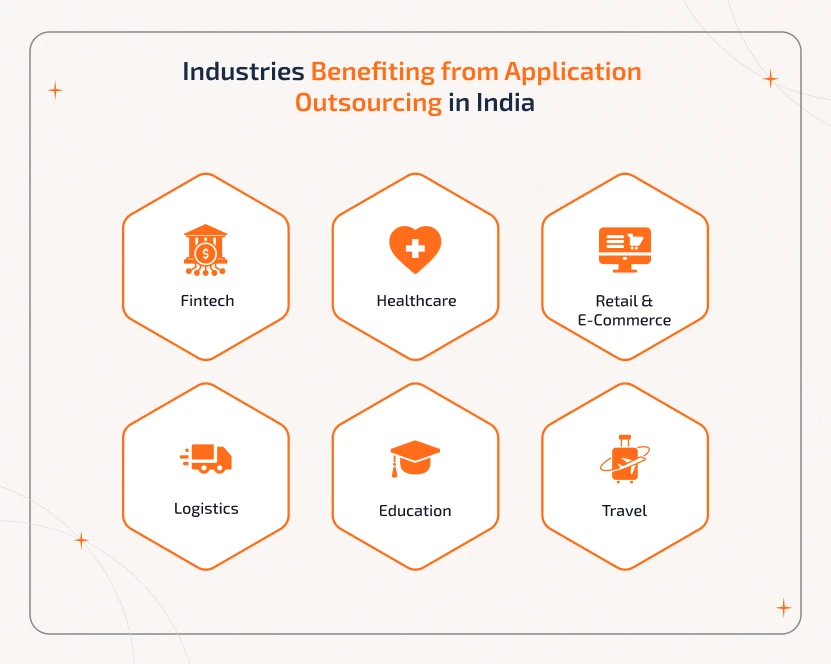 Industries Benefiting from Application
Outsourcing in India
$
Fintech
Healthcare
Retail &
E-Commerce
Logistics
Education
Travel